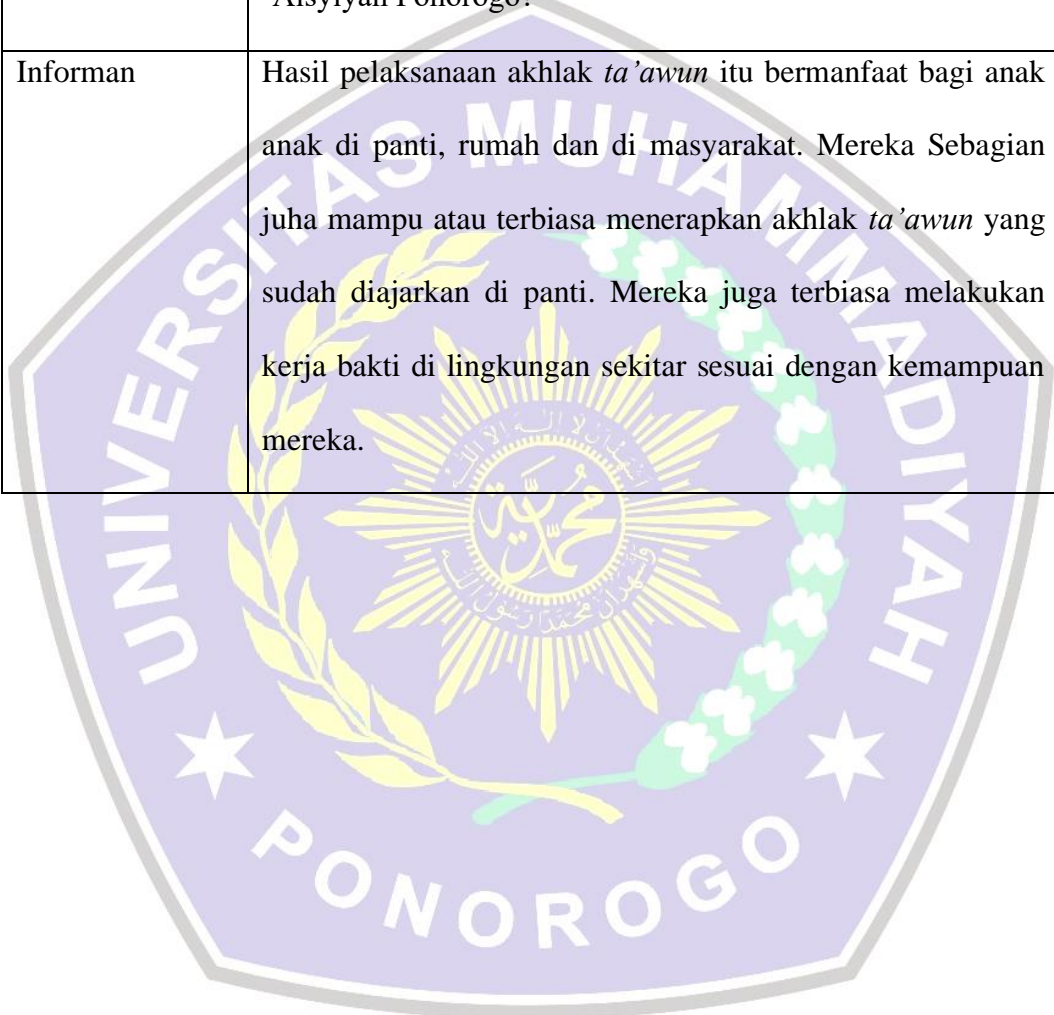 'Aisyiyah Ponorogo?
Informan
Hasil pelaksanaan akhlak ta’awun itu bermanfaat bagi anak
anak di panti, rumah dan di masyarakat. Mereka Sebagian
juha mampu atau terbiasa menerapkan akhlak ta’awun yang
sudah diajarkan di panti. Mereka juga terbiasa melakukan
kerja bakti di lingkungan sekitar sesuai dengan kemampuan
mereka.
UNIVERSITAS MUHAMMADIYAH
PONOROGO
محمدية